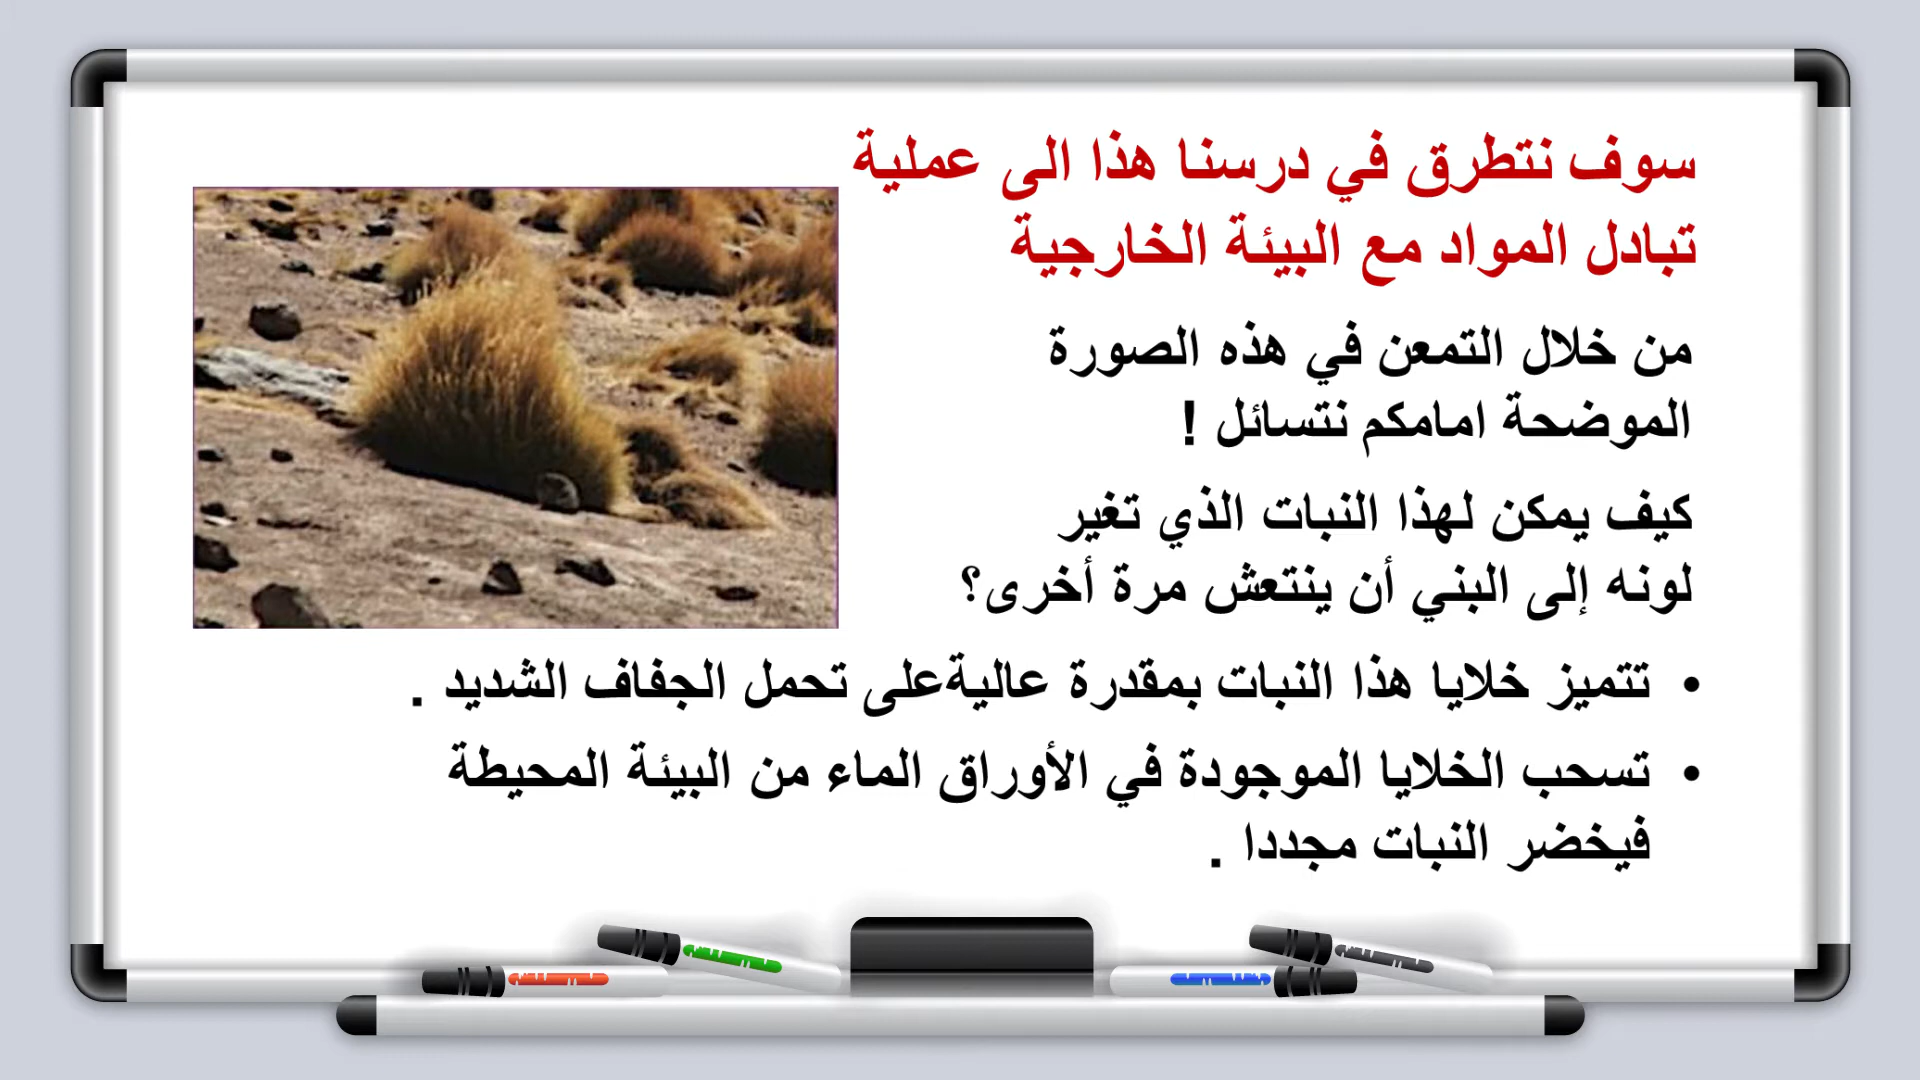 سوف نتطرق في درسنا هذا الى عملية
تبادل المواد مع البيئة الخارجية
من خلال التمعن في هذه الصورة
الموضحة امامكم نتسائل !
كيف يمكن لهذا النبات الذي تغير
لونه إلى البني أن ينتعش مرة أخرى؟
• تتميز خلايا هذا النبات بمقدرة عاليةعلى تحمل الجفاف الشديد .
• تسحب الخلايا الموجودة في الأوراق الماء من البيئة المحيطة
فيخضر النبات مجددا .